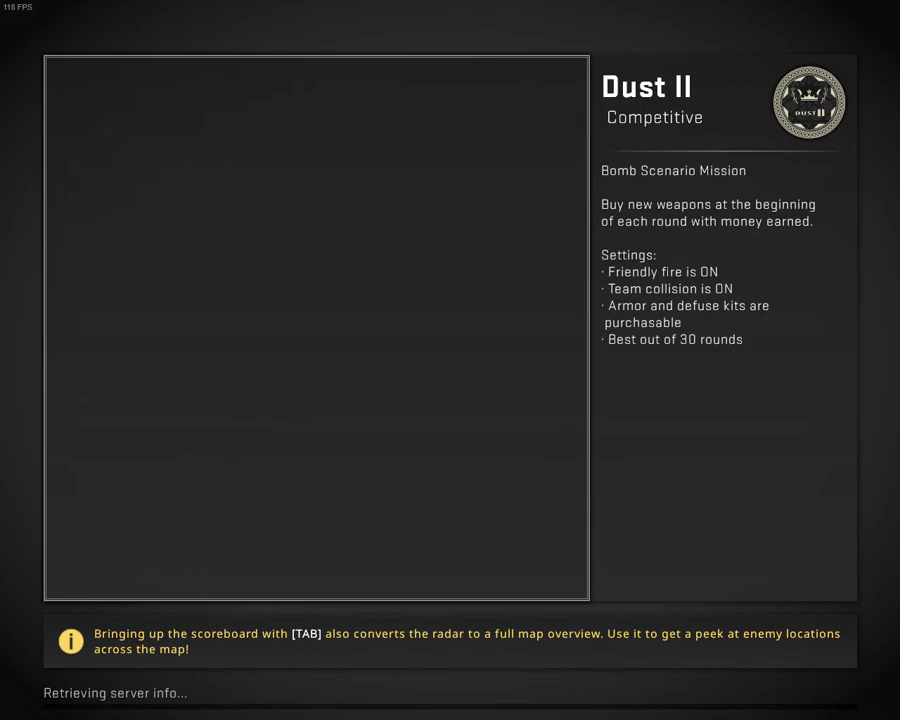 118 FPS
Dust II
Competitive
DUST II
Bomb Scenario Mission
Buy new weapons at the beginning
of each round with money earned.
Settings:
· Friendly fire is ON
· Team collision is ON
· Armor and defuse kits are
purchasable
· Best out of 30 rounds
Bringing up the scoreboard with [TAB] also converts the radar to a full map overview. Use it to get a peek at enemy locations
across the map!
Retrieving server info...